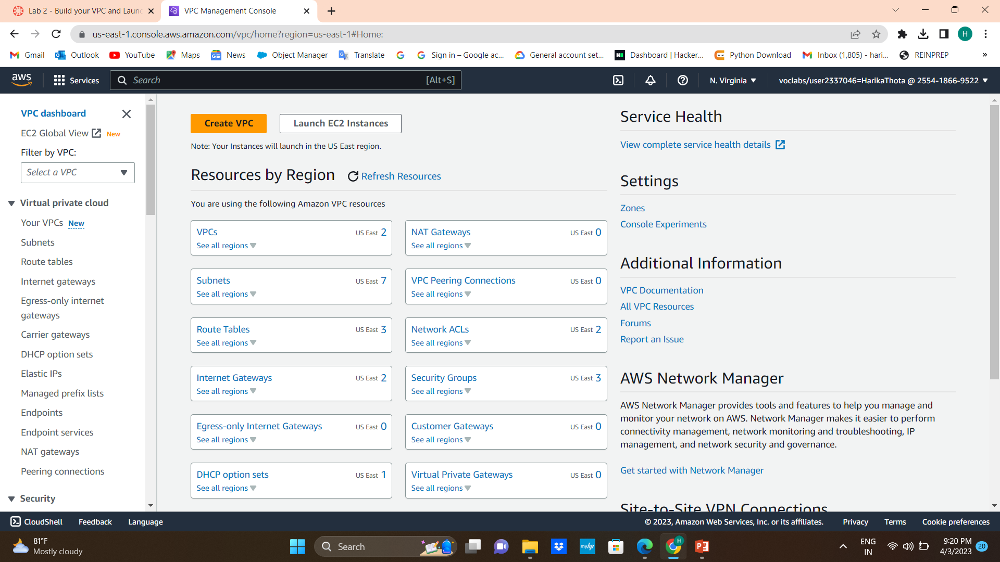 Lab 2 - Build your VPC and Laun
VPC Management Console
us-east-1.console.aws.amazon.com/vpc/home?region=us-east-1#Home:
H
Gmail
Outlook
YouTube
Maps
News
Object Manager
Translate
Sign in – Google ac...
General account set...
Dashboard | Hacker...
Python Download
Inbox (1,805) - hari...
REINPREP
»
aws
Services
Search
[Alt+S]
N. Virginia
voclabs/user2337046=HarikaThota @ 2554-1866-9522
VPC dashboard
EC2 Global View New
Filter by VPC:
Select a VPC
Virtual private cloud
Your VPCs New
Subnets
Route tables
Internet gateways
Egress-only internet
gateways
Carrier gateways
DHCP option sets
Elastic IPs
Managed prefix lists
Endpoints
Endpoint services
NAT gateways
Peering connections
Security
Create VPC
Launch EC2 Instances
Note: Your Instances will launch in the US East region.
Resources by Region
Refresh Resources
You are using the following Amazon VPC resources
VPCs US East 2
See all regions
NAT Gateways US East 0
See all regions
Subnets US East 7
See all regions
VPC Peering Connections US East 0
See all regions
Route Tables US East 3
See all regions
Network ACLs US East 2
See all regions
Internet Gateways US East 2
See all regions
Security Groups US East 3
See all regions
Egress-only Internet Gateways US East 0
See all regions
Customer Gateways US East 0
See all regions
DHCP option sets US East 1
See all regions
Virtual Private Gateways US East 0
See all regions
Service Health
View complete service health details
Settings
Zones
Console Experiments
Additional Information
VPC Documentation
All VPC Resources
Forums
Report an Issue
AWS Network Manager
AWS Network Manager provides tools and features to help you manage and
monitor your network on AWS. Network Manager makes it easier to perform
connectivity management, network monitoring and troubleshooting, IP
management, and network security and governance.
Get started with Network Manager
Site-to-Site VPN Connections
CloudShell
Feedback
Language
© 2023, Amazon Web Services, Inc. or its affiliates.
Privacy
Terms
Cookie preferences
81°F
Mostly cloudy
Search
myhp
H
ENG
IN
9:20 PM
4/3/2023
20